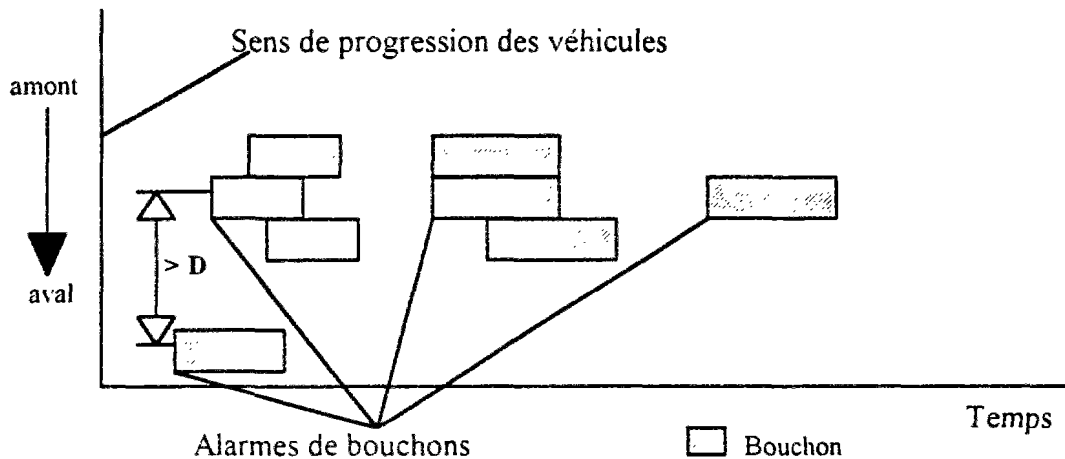 Sens de progression des véhicules
amont
> D
aval
Temps
Alarmes de bouchons
Bouchon